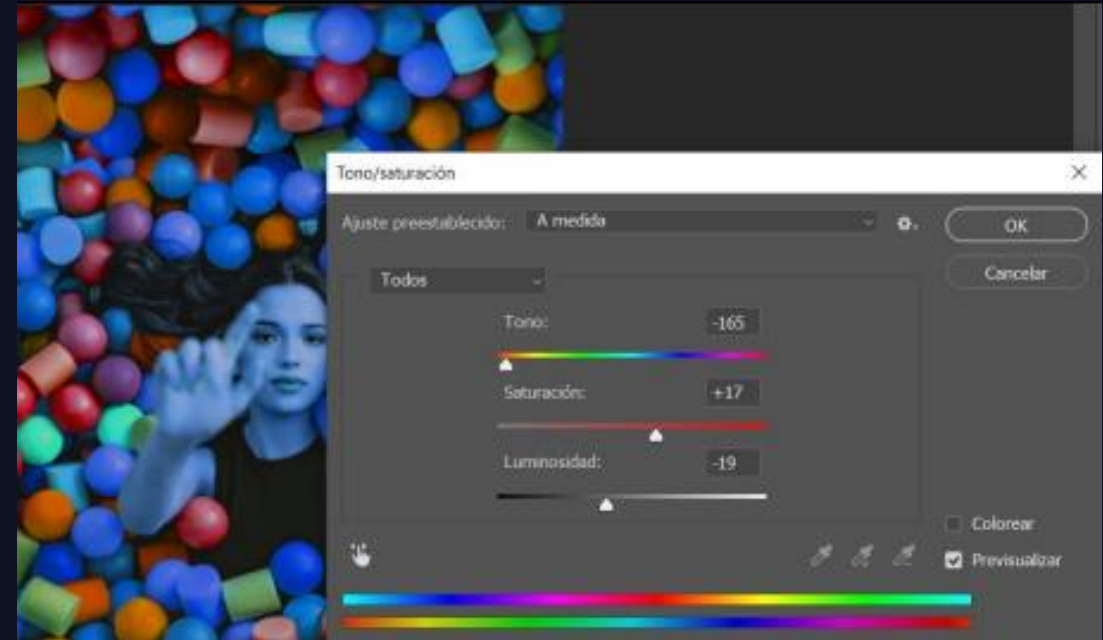 Tono/saturación
Ajuste preestablecido: A medida
OK
Cancelar
Todos
Tono: -165
Saturación: +17
Luminosidad: -19
Colorear
Previsualizar